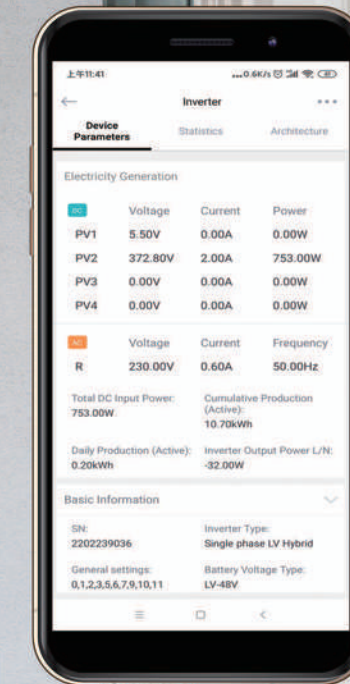 上午11:41 ...0.6K/s
Inverter
Device Parameters Statistics Architecture
Electricity Generation
DC Voltage Current Power
PV1 5.50V 0.00A 0.00W
PV2 372.80V 2.00A 753.00W
PV3 0.00V 0.00A 0.00W
PV4 0.00V 0.00A 0.00W
AC Voltage Current Frequency
R 230.00V 0.60A 50.00Hz
Total DC Input Power:
753.00W
Cumulative Production
(Active):
10.70kWh
Daily Production (Active):
0.20kWh
Inverter Output Power L/N:
-32.00W
Basic Information
SN:
2202239036
Inverter Type:
Single phase LV Hybrid
General settings:
0,1,2,3,5,6,7,9,10,11
Battery Voltage Type:
LV-48V